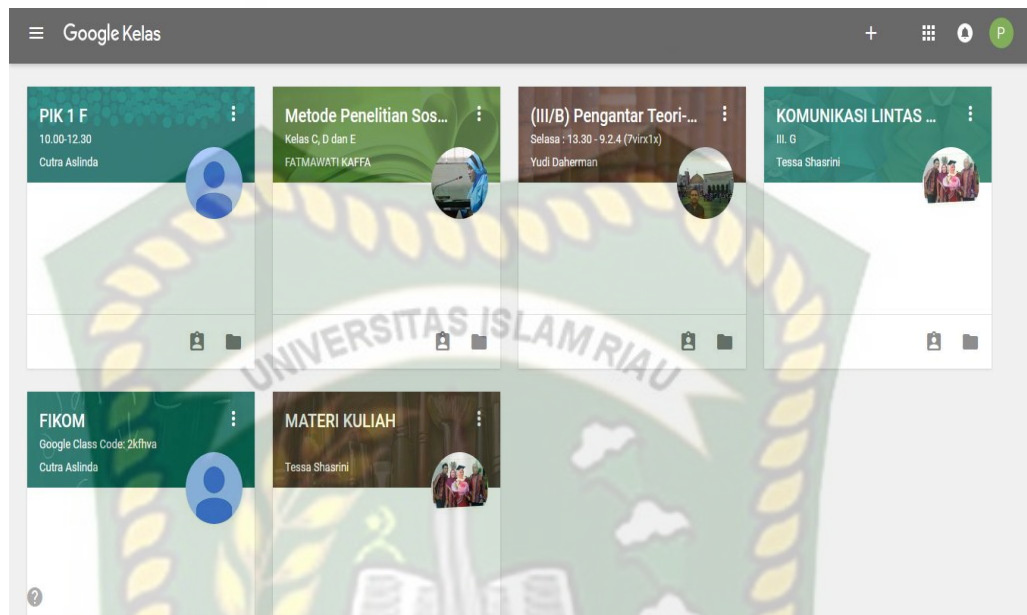 Google Kelas
P
PIK 1 F
10.00-12.30
Cutra Aslinda
Metode Penelitian Sos...
Kelas C, D dan E
FATMAWATI KAFFA
(III/B) Pengantar Teori-...
Selasa : 13.30 - 9.2.4 (7virx1x)
Yudi Daherman
KOMUNIKASI LINTAS ...
III. G
Tessa Shasrini
UNIVERSITAS ISLAM RIAU
FIKOM
Google Class Code: 2kfhva
Cutra Aslinda
MATERI KULIAH
Tessa Shasrini